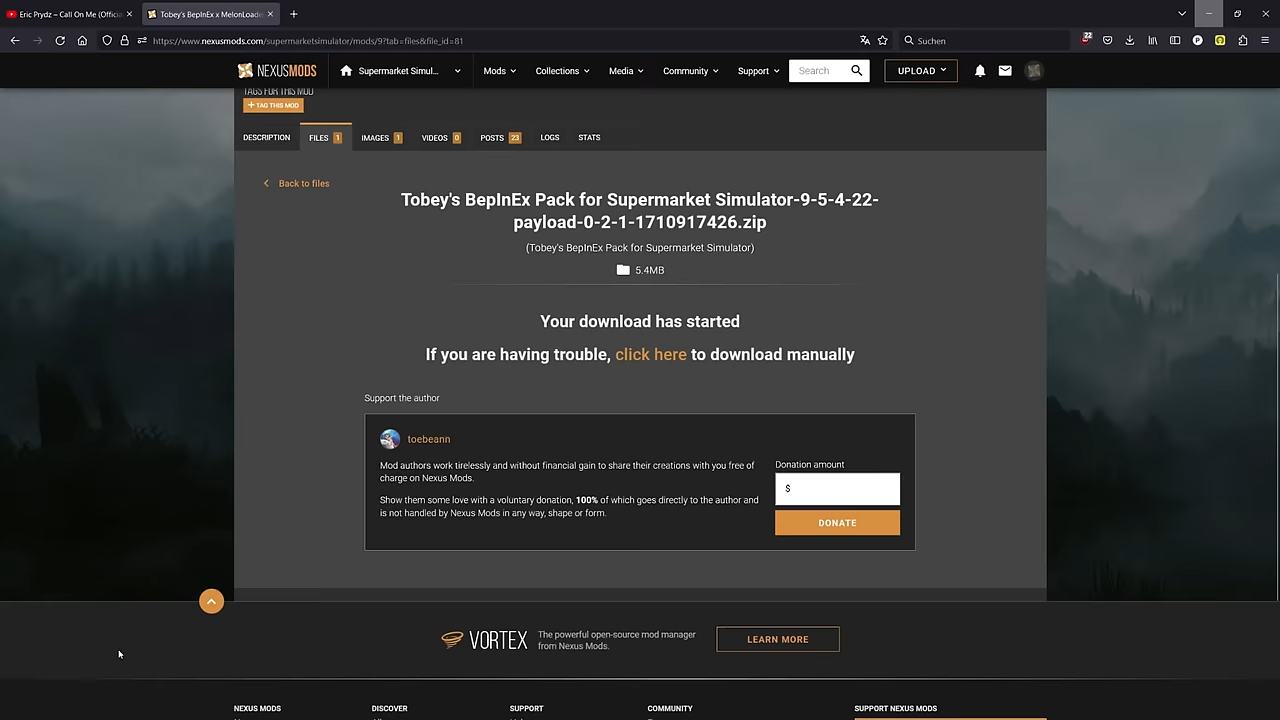 Eric Prydz – Call On Me (Officia
Tobey's BepInEx x MelonLoade
https://www.nexusmods.com/supermarketsimulator/mods/9?tab=files&file_id=81
22
Suchen
NEXUSMODS
Supermarket Simul...
Mods
Collections
Media
Community
Support
Search
UPLOAD
TAGS FOR THIS MOD
+ TAG THIS MOD
DESCRIPTION
FILES 1
IMAGES 1
VIDEOS 0
POSTS 23
LOGS
STATS
Back to files
Tobey's BepInEx Pack for Supermarket Simulator-9-5-4-22-
payload-0-2-1-1710917426.zip
(Tobey's BepInEx Pack for Supermarket Simulator)
5.4MB
Your download has started
If you are having trouble, click here to download manually
Support the author
toebeann
Mod authors work tirelessly and without financial gain to share their creations with you free of
charge on Nexus Mods.
Show them some love with a voluntary donation, 100% of which goes directly to the author and
is not handled by Nexus Mods in any way, shape or form.
Donation amount
$
DONATE
VORTEX
The powerful open-source mod manager
from Nexus Mods.
LEARN MORE
NEXUS MODS
DISCOVER
SUPPORT
COMMUNITY
SUPPORT NEXUS MODS